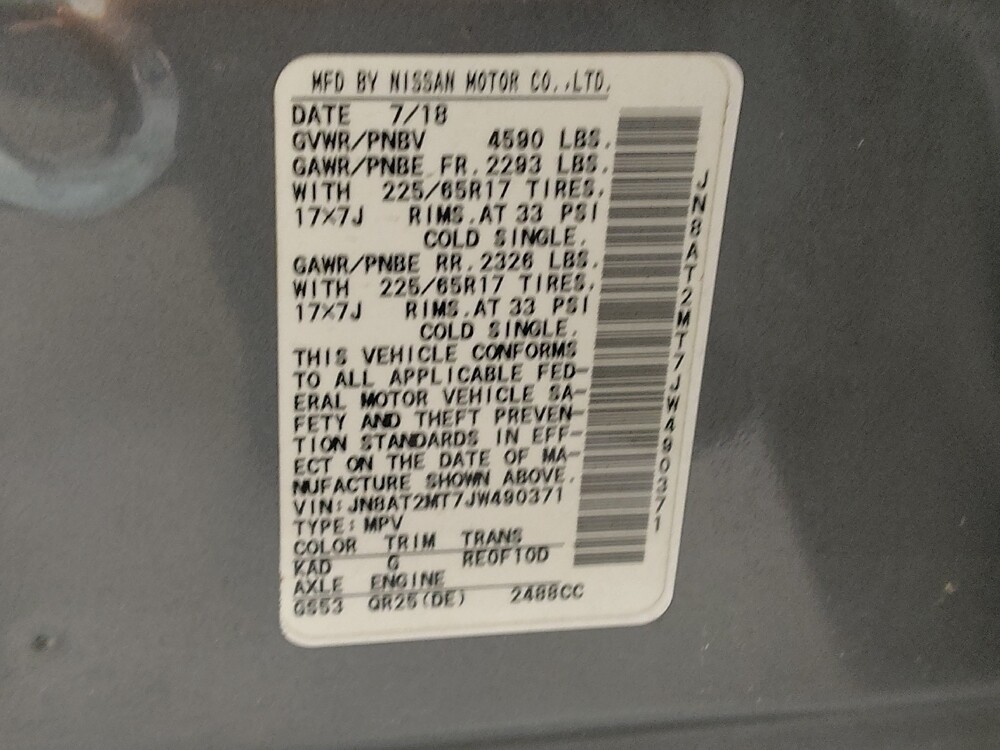 MFD BY NISSAN MOTOR CO.,LTD.
DATE 7/18
GVWR/PNBV 4590 LBS.
GAWR/PNBE FR. 2293 LBS.
WITH 225/65R17 TIRES,
17×7J RIMS.AT 33 PSI
COLD SINGLE.
GAWR/PNBE RR. 2326 LBS.
WITH 225/65R17 TIRES,
17×7J RIMS.AT 33 PSI
COLD SINGLE.
THIS VEHICLE CONFORMS
TO ALL APPLICABLE FED-
ERAL MOTOR VEHICLE SA-
FETY AND THEFT PREVEN-
TION STANDARDS IN EFF-
ECT ON THE DATE OF MA-
NUFACTURE SHOWN ABOVE.
VIN: JN8AT2MT7JW490371
TYPE: MPV
COLOR TRIM TRANS
KAD G RE0F10D
AXLE ENGINE
GS53 QR25(DE) 2488CC
JN8AT2MT7JW490371